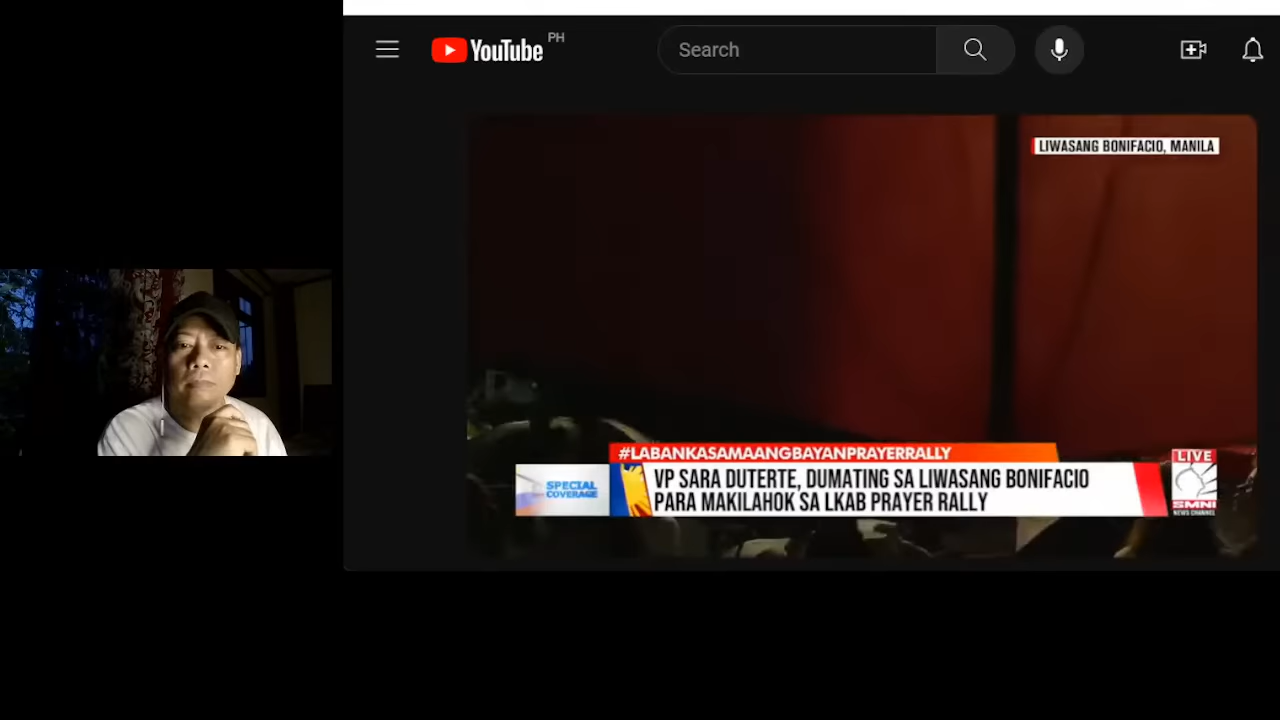 YouTube PH
Search
LIWASANG BONIFACIO, MANILA
#LABANKASAMAANGBAYANPRAYERRALLY
SPECIAL
COVERAGE
VP SARA DUTERTE, DUMATING SA LIWASANG BONIFACIO
PARA MAKILAHOK SA LKAB PRAYER RALLY
LIVE
SMNI
NEWS CHANNEL